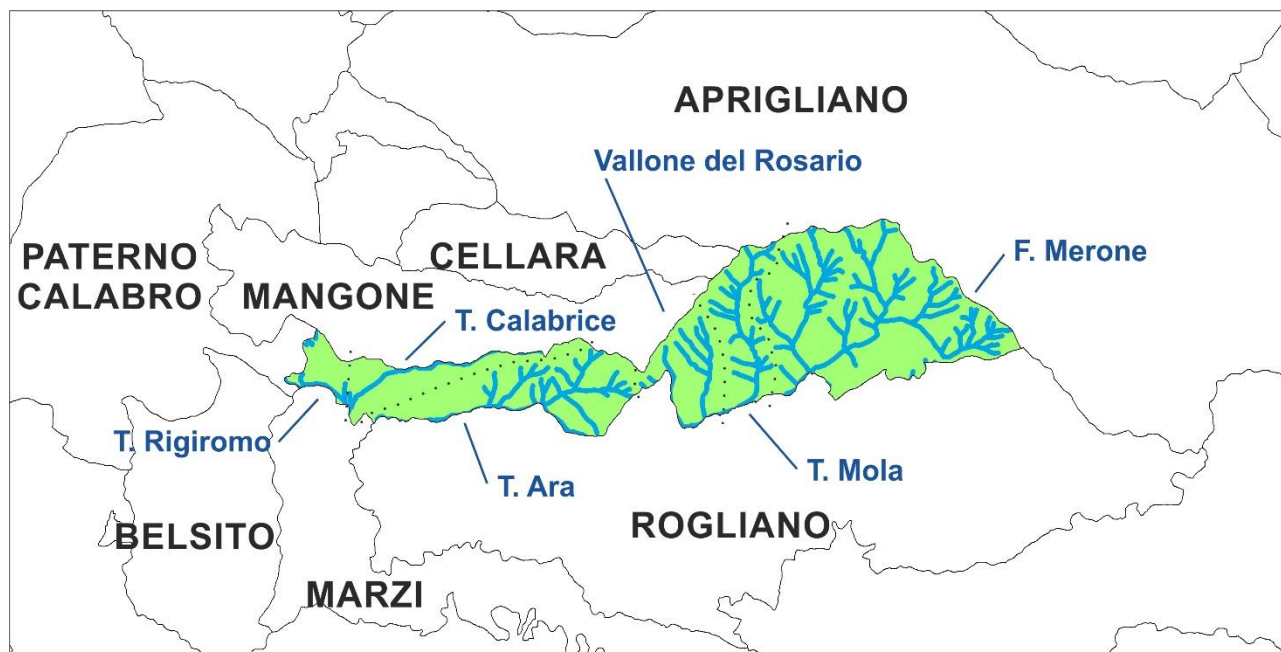 APRIGLIANO
Vallone del Rosario
PATERNO
CALABRO
CELLARA
F. Merone
MANGONE
T. Calabrice
T. Rigiromo
T. Ara
T. Mola
BELSITO
ROGLIANO
MARZI